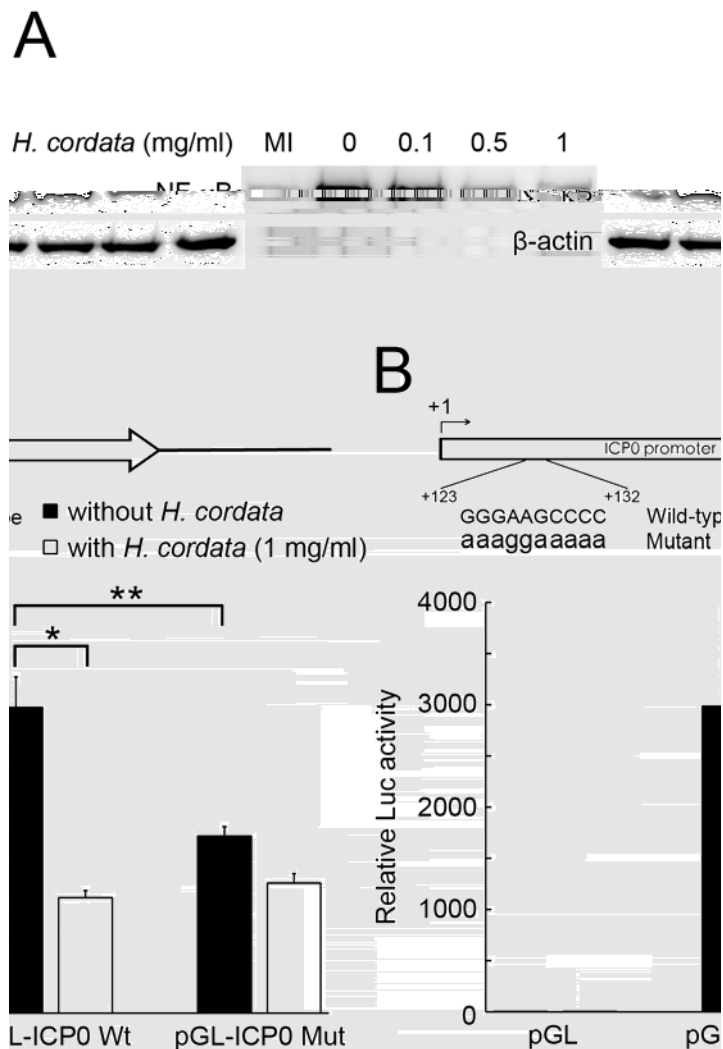 A
H. cordata (mg/ml) MI 0 0.1 0.5 1
β-actin
B
+1
ICP0 promoter
+123 +132
GGGAAGCCCC Wild-typ
aaaggaaaaa Mutant
pe
without H. cordata
with H. cordata (1 mg/ml)
**
*
L-ICP0 Wt pGL-ICP0 Mut
Relative Luc activity
4000
3000
2000
1000
0
pGL pG